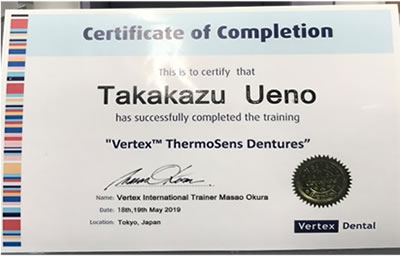 Certificate of Completion
This is to certify that
Takakazu Ueno
has successfully completed the training
"Vertex™ ThermoSens Dentures”
Name: Vertex International Trainer Masao Okura
Date: 18th,19th May 2019
Location: Tokyo, Japan
Vertex Dental